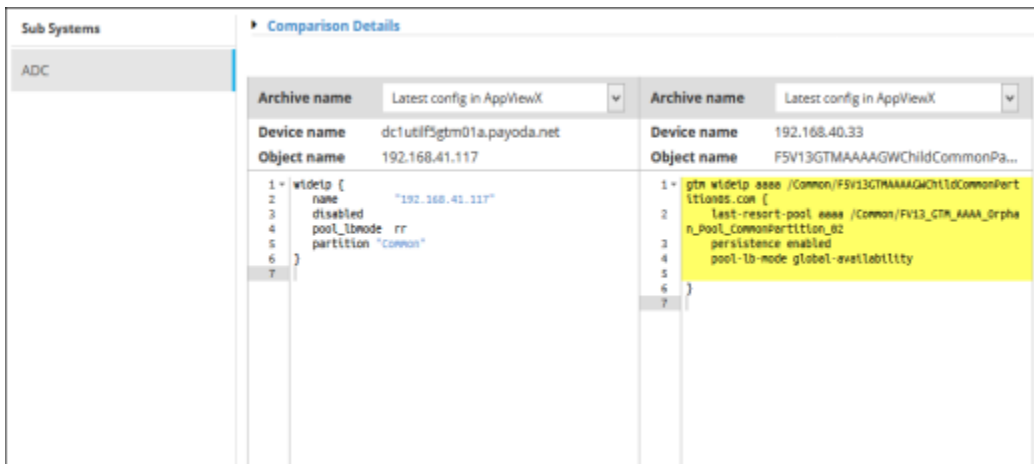 Sub Systems
ADC
Comparison Details
Archive name Latest config in AppViewX
Device name dc1utilf5gtm01a.payoda.net
Object name 192.168.41.117
1 wideip {
2 name "192.168.41.117"
3 disabled
4 pool_lbmode rr
5 partition "Common"
6 }
7
Archive name Latest config in AppViewX
Device name 192.168.40.33
Object name F5V13GTMAAAAGWChildCommonPa...
1 gtm wideip aaaa /Common/F5V13GTMAAAAGWChildCommonPart
ition05.com {
2 last-resort-pool aaaa /Common/FV13_GTM_AAAA_Orpha
n_Pool_CommonPartition_02
3 persistence enabled
4 pool-lb-mode global-availability
5
6 }
7